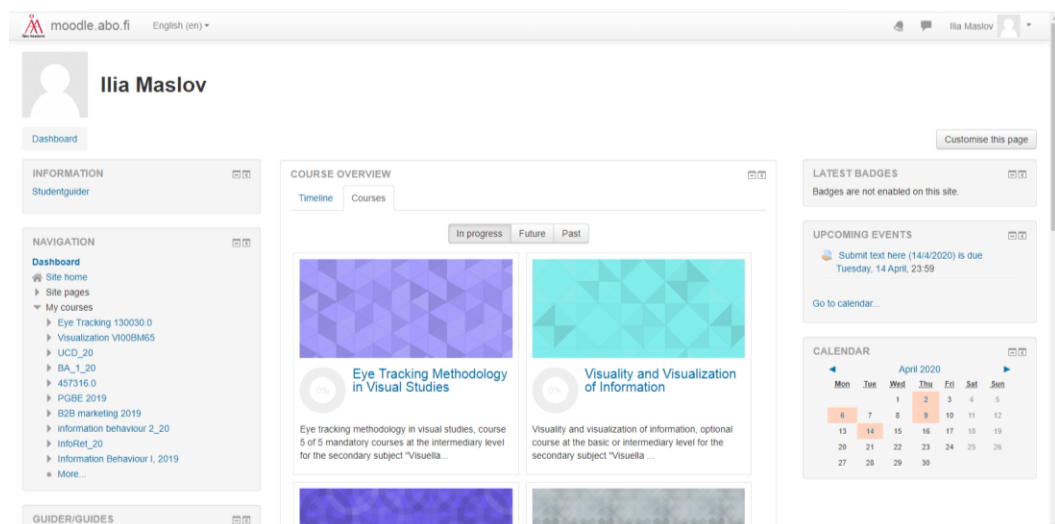 moodle.abo.fi English (en)
Ilia Maslov
Ilia Maslov
Dashboard
Customise this page
INFORMATION
Studentguider
NAVIGATION
Dashboard
Site home
Site pages
My courses
Eye Tracking 130030.0
Visualization VI00BM65
UCD_20
BA_1_20
457316.0
PGBE 2019
B2B marketing 2019
information behaviour 2_20
InfoRet_20
Information Behaviour I, 2019
More...
GUIDER/GUIDES
COURSE OVERVIEW
Timeline Courses
In progress Future Past
0%
Eye Tracking Methodology
in Visual Studies
Eye tracking methodology in visual studies, course
5 of 5 mandatory courses at the intermediary level
for the secondary subject "Visuella...
0%
Visuality and Visualization
of Information
Visuality and visualization of information, optional
course at the basic or intermediary level for the
secondary subject "Visuella ...
LATEST BADGES
Badges are not enabled on this site.
UPCOMING EVENTS
Submit text here (14/4/2020) is due
Tuesday, 14 April, 23:59
Go to calendar...
CALENDAR
◄ April 2020 ►
Mon Tue Wed Thu Fri Sat Sun
1 2 3 4 5
6 7 8 9 10 11 12
13 14 15 16 17 18 19
20 21 22 23 24 25 26
27 28 29 30